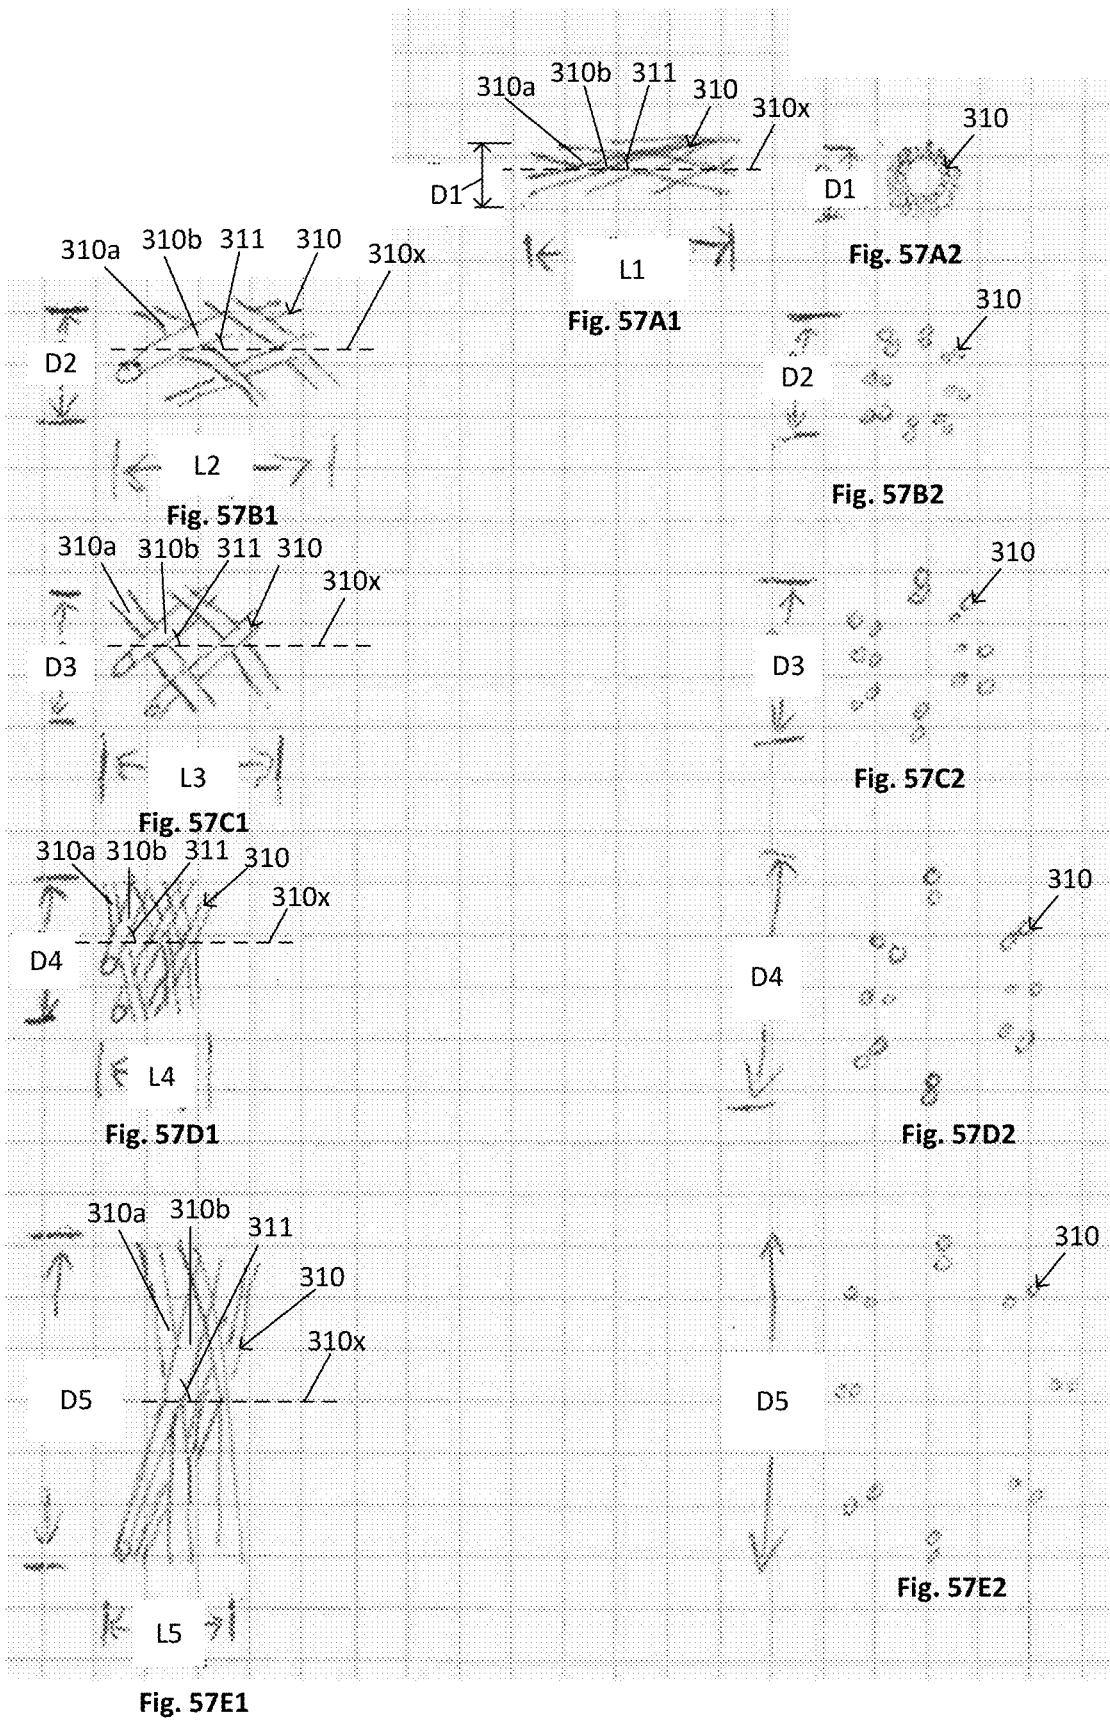 310a 310b 311 310 310x
D1
L1
Fig. 57A1
310
D1
Fig. 57A2
310a 310b 311 310 310x
D2
L2
Fig. 57B1
310
D2
Fig. 57B2
310a 310b 311 310 310x
D3
L3
Fig. 57C1
310
D3
Fig. 57C2
310a 310b 311 310 310x
D4
L4
Fig. 57D1
310
D4
Fig. 57D2
310a 310b 311 310 310x
D5
L5
Fig. 57E1
310
D5
Fig. 57E2